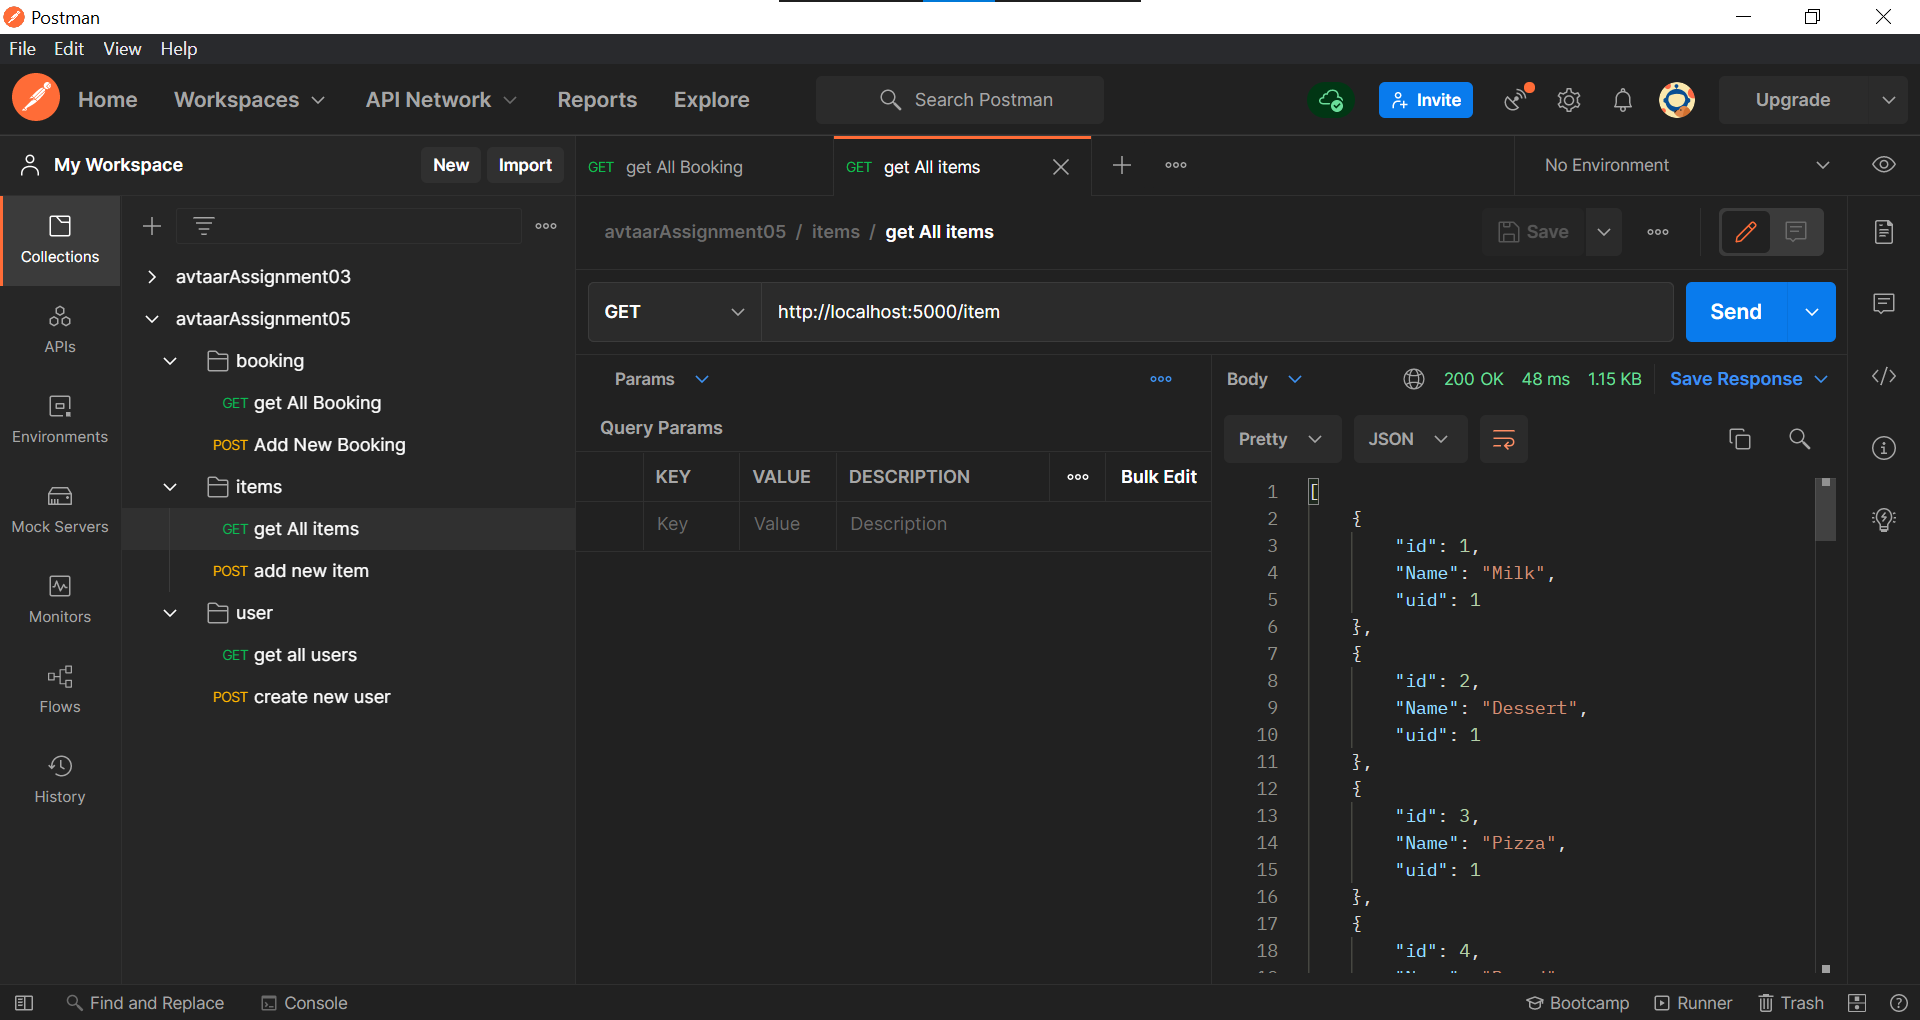 Postman
File Edit View Help
Home Workspaces API Network Reports Explore Search Postman Invite Upgrade
My Workspace New Import GET get All Booking GET get All items No Environment
Collections
APIs
Environments
Mock Servers
Monitors
Flows
History
avtaarAssignment03
avtaarAssignment05
booking
GET get All Booking
POST Add New Booking
items
GET get All items
POST add new item
user
GET get all users
POST create new user
avtaarAssignment05 / items / get All items Save
GET http://localhost:5000/item Send
Params
Query Params
KEY VALUE DESCRIPTION Bulk Edit
Key Value Description
Body 200 OK 48 ms 1.15 KB Save Response
Pretty JSON
1 [
2 {
3 "id": 1,
4 "Name": "Milk",
5 "uid": 1
6 },
7 {
8 "id": 2,
9 "Name": "Dessert",
10 "uid": 1
11 },
12 {
13 "id": 3,
14 "Name": "Pizza",
15 "uid": 1
16 },
17 {
18 "id": 4,
Find and Replace Console Bootcamp Runner Trash